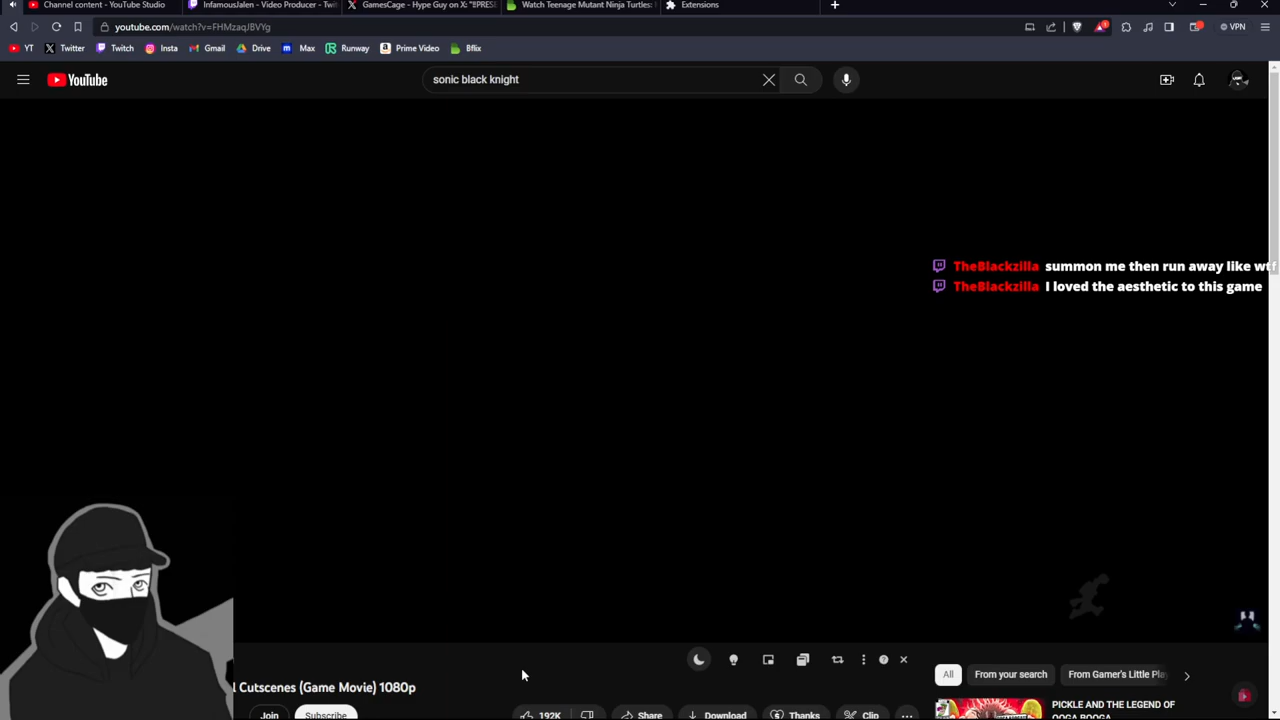 Channel content - YouTube Studio
InfamousJalen - Video Producer - Twit
GamesCage - Hype Guy on X: "8PRES
Watch Teenage Mutant Ninja Turtles:
Extensions
youtube.com/watch?v=FHMzaqJBVYg
VPN
YT
Twitter
Twitch
Insta
Gmail
Drive
Max
Runway
Prime Video
Bflix
YouTube
sonic black knight
TheBlackzilla summon me then run away like wtf
TheBlackzilla I loved the aesthetic to this game
l Cutscenes (Game Movie) 1080p
Join
Subscribe
192K
Share
Download
Thanks
Clip
All
From your search
From Gamer's Little Pla
PICKLE AND THE LEGEND OF
OOGA BOOGA